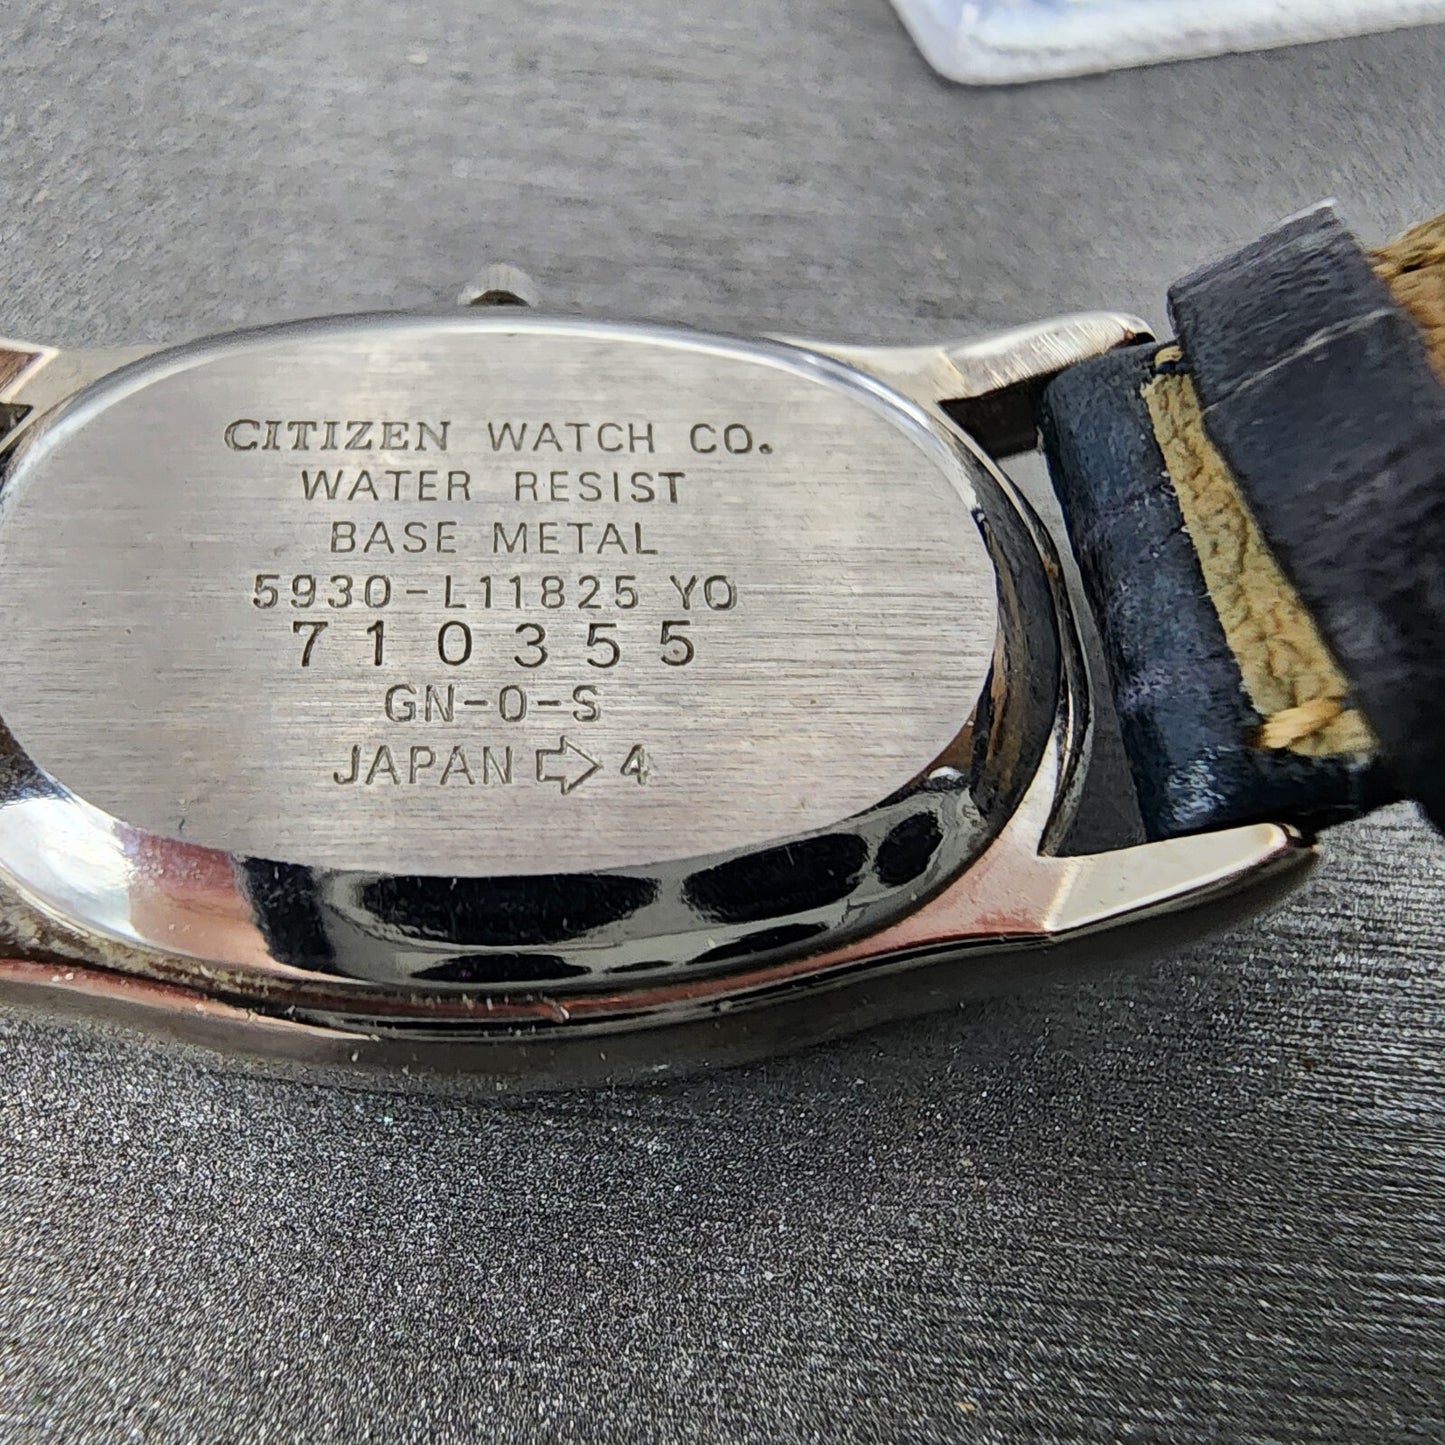 CITIZEN WATCH CO.
WATER RESIST
BASE METAL
5930-L11825 YO
710355
GN-0-S
JAPAN ⇨ 4